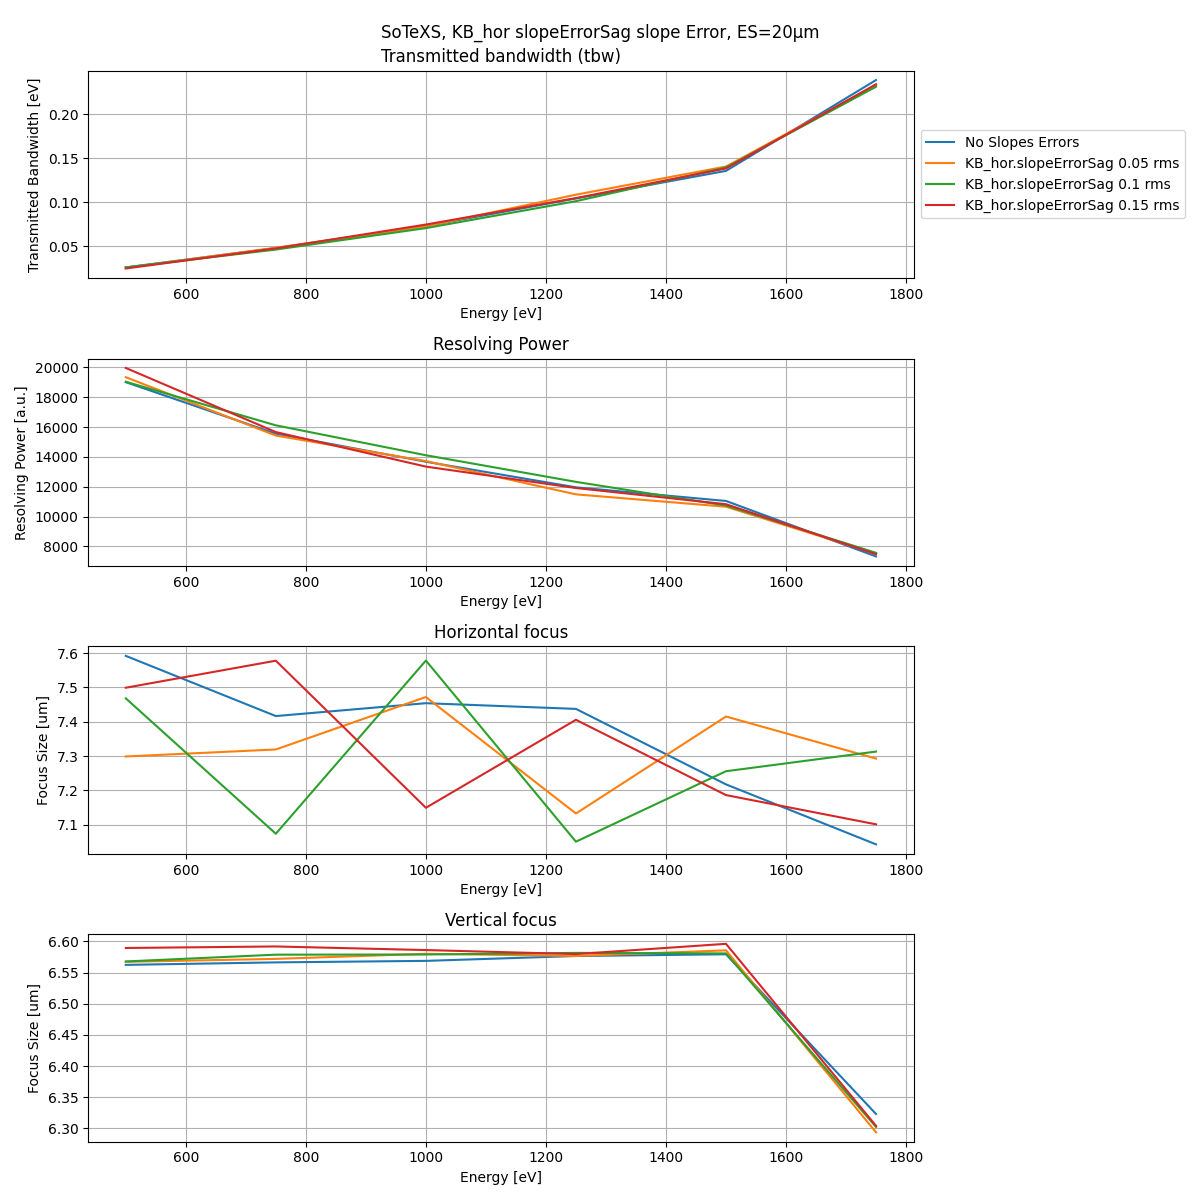 SoTeXS, KB_hor slopeErrorSag slope Error, ES=20µm
Transmitted bandwidth (tbw)
Transmitted Bandwidth [eV]
0.20
0.15
0.10
0.05
600 800 1000 1200 1400 1600 1800
Energy [eV]
No Slopes Errors
KB_hor.slopeErrorSag 0.05 rms
KB_hor.slopeErrorSag 0.1 rms
KB_hor.slopeErrorSag 0.15 rms
Resolving Power
Resolving Power [a.u.]
20000
18000
16000
14000
12000
10000
8000
600 800 1000 1200 1400 1600 1800
Energy [eV]
Horizontal focus
Focus Size [um]
7.6
7.5
7.4
7.3
7.2
7.1
600 800 1000 1200 1400 1600 1800
Energy [eV]
Vertical focus
Focus Size [um]
6.60
6.55
6.50
6.45
6.40
6.35
6.30
600 800 1000 1200 1400 1600 1800
Energy [eV]